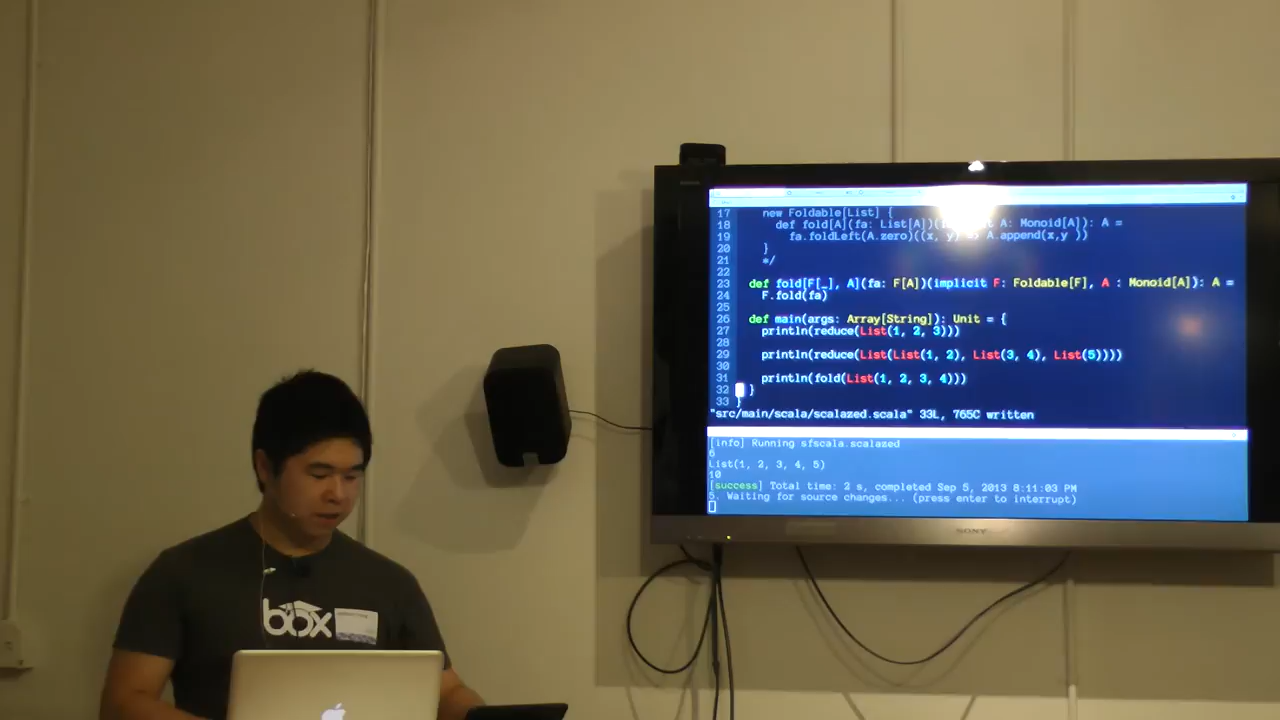 17 new Foldable[List] {
18 def fold[A](fa: List[A])( A: Monoid[A]): A =
19 fa.foldLeft(A.zero)((x, y) A.append(x,y ))
20 }
21 */
22
23 def fold[F[_], A](fa: F[A])(implicit F: Foldable[F], A : Monoid[A]): A =
24 F.fold(fa)
25
26 def main(args: Array[String]): Unit = {
27 println(reduce(List(1, 2, 3)))
28
29 println(reduce(List(List(1, 2), List(3, 4), List(5))))
30
31 println(fold(List(1, 2, 3, 4)))
32 }
33 }
"src/main/scala/scalazed.scala" 33L, 765C written
[info] Running sfscala.scalazed
6
List(1, 2, 3, 4, 5)
10
[success] Total time: 2 s, completed Sep 5, 2013 8:11:03 PM
5. Waiting for source changes... (press enter to interrupt)
SONY
box